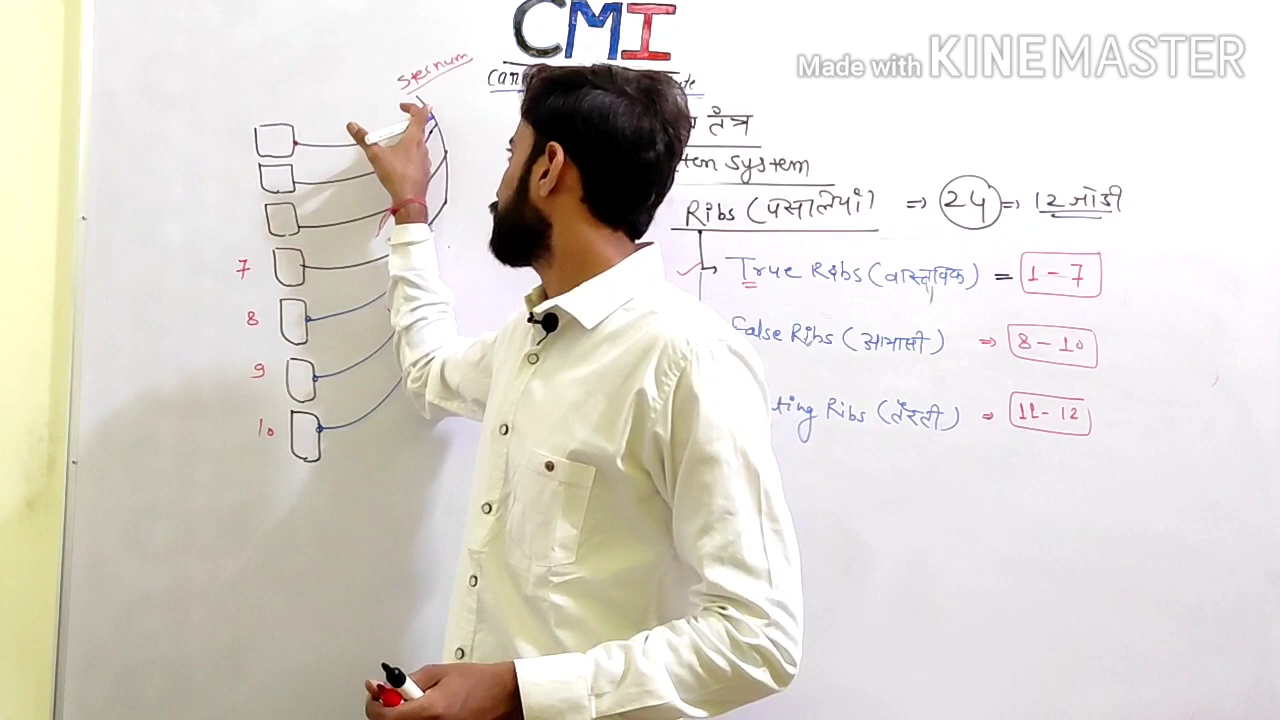 CMI
Made with KINEMASTER
Sternum
तंत्र
System
Ribs (पसलियां) ⇒ 24 ⇒ 12 जोडी
True Ribs (वास्तविक) = 1 - 7
7
False Ribs (आभाषी) ⇒ 8 - 10
8
9
ting Ribs (तैरती) ⇒ 11 - 12
10